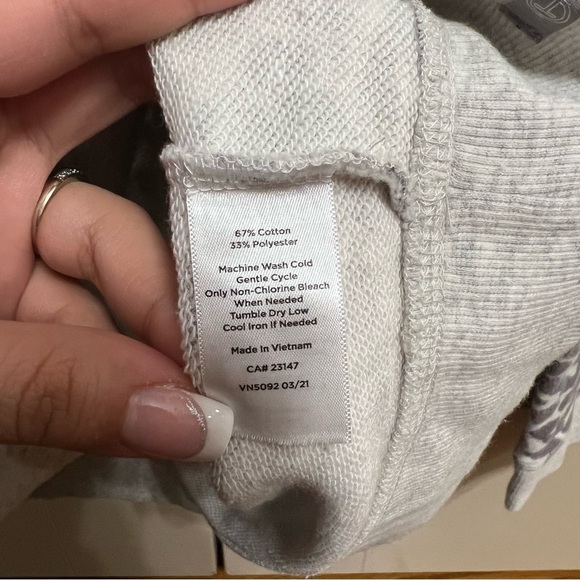 67% Cotton
33% Polyester
Machine Wash Cold
Gentle Cycle
Only Non-Chlorine Bleach
When Needed
Tumble Dry Low
Cool Iron If Needed
Made In Vietnam
CA# 23147
VN5092 03/21